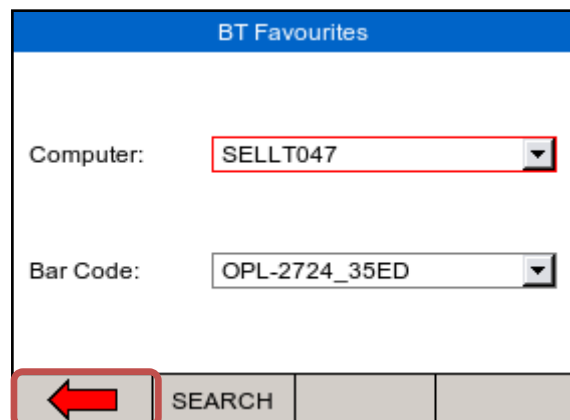 BT Favourites
Computer: SELLT047
Bar Code: OPL-2724_35ED
SEARCH